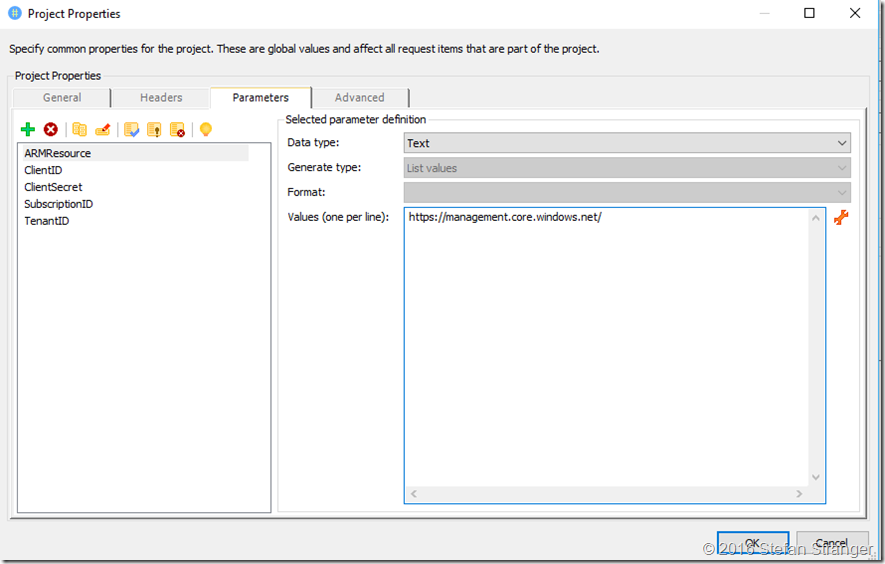 Project Properties
Specify common properties for the project. These are global values and affect all request items that are part of the project.
Project Properties
General
Headers
Parameters
Advanced
ARMResource
ClientID
ClientSecret
SubscriptionID
TenantID
Selected parameter definition
Data type:
Text
Generate type:
List values
Format:
Values (one per line):
https://management.core.windows.net/
OK
Cancel
© 2016 Stefan Stranger